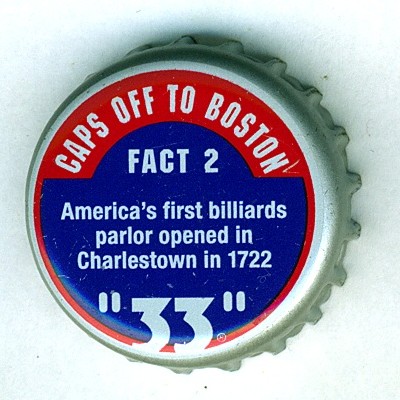 CAPS OFF TO BOSTON
FACT 2
America's first billiards
parlor opened in
Charlestown in 1722
"33"®